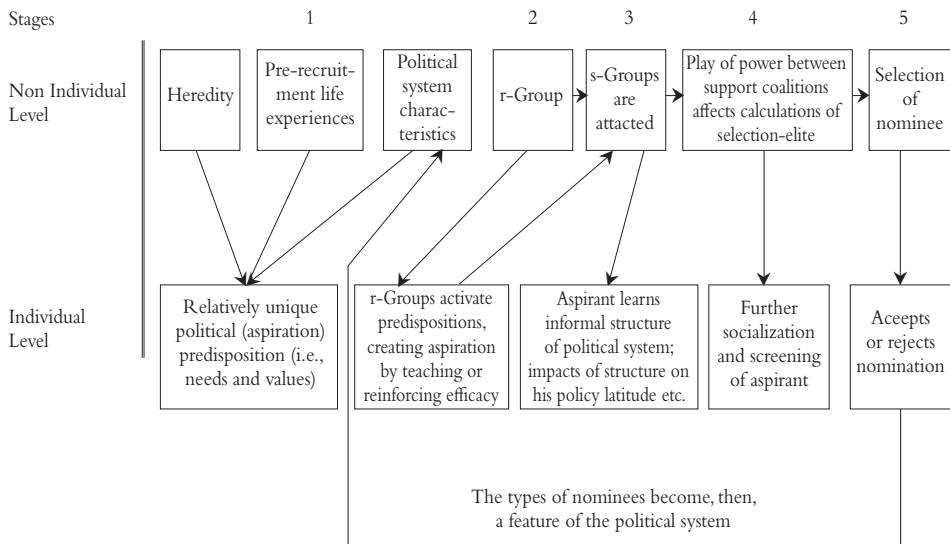 Stages 1 2 3 4 5
Non Individual
Level
Heredity
Pre-recruit-
ment life
experiences
Political
system
charac-
teristics
r-Group
s-Groups
are
attacted
Play of power between
support coalitions
affects calculations of
selection-elite
Selection
of
nominee
Individual
Level
Relatively unique
political (aspiration)
predisposition (i.e.,
needs and values)
r-Groups activate
predispositions,
creating aspiration
by teaching or
reinforcing efficacy
Aspirant learns
informal structure
of political system;
impacts of structure on
his policy latitude etc.
Further
socialization
and screening
of aspirant
Aceepts
or rejects
nomination
The types of nominees become, then,
a feature of the political system